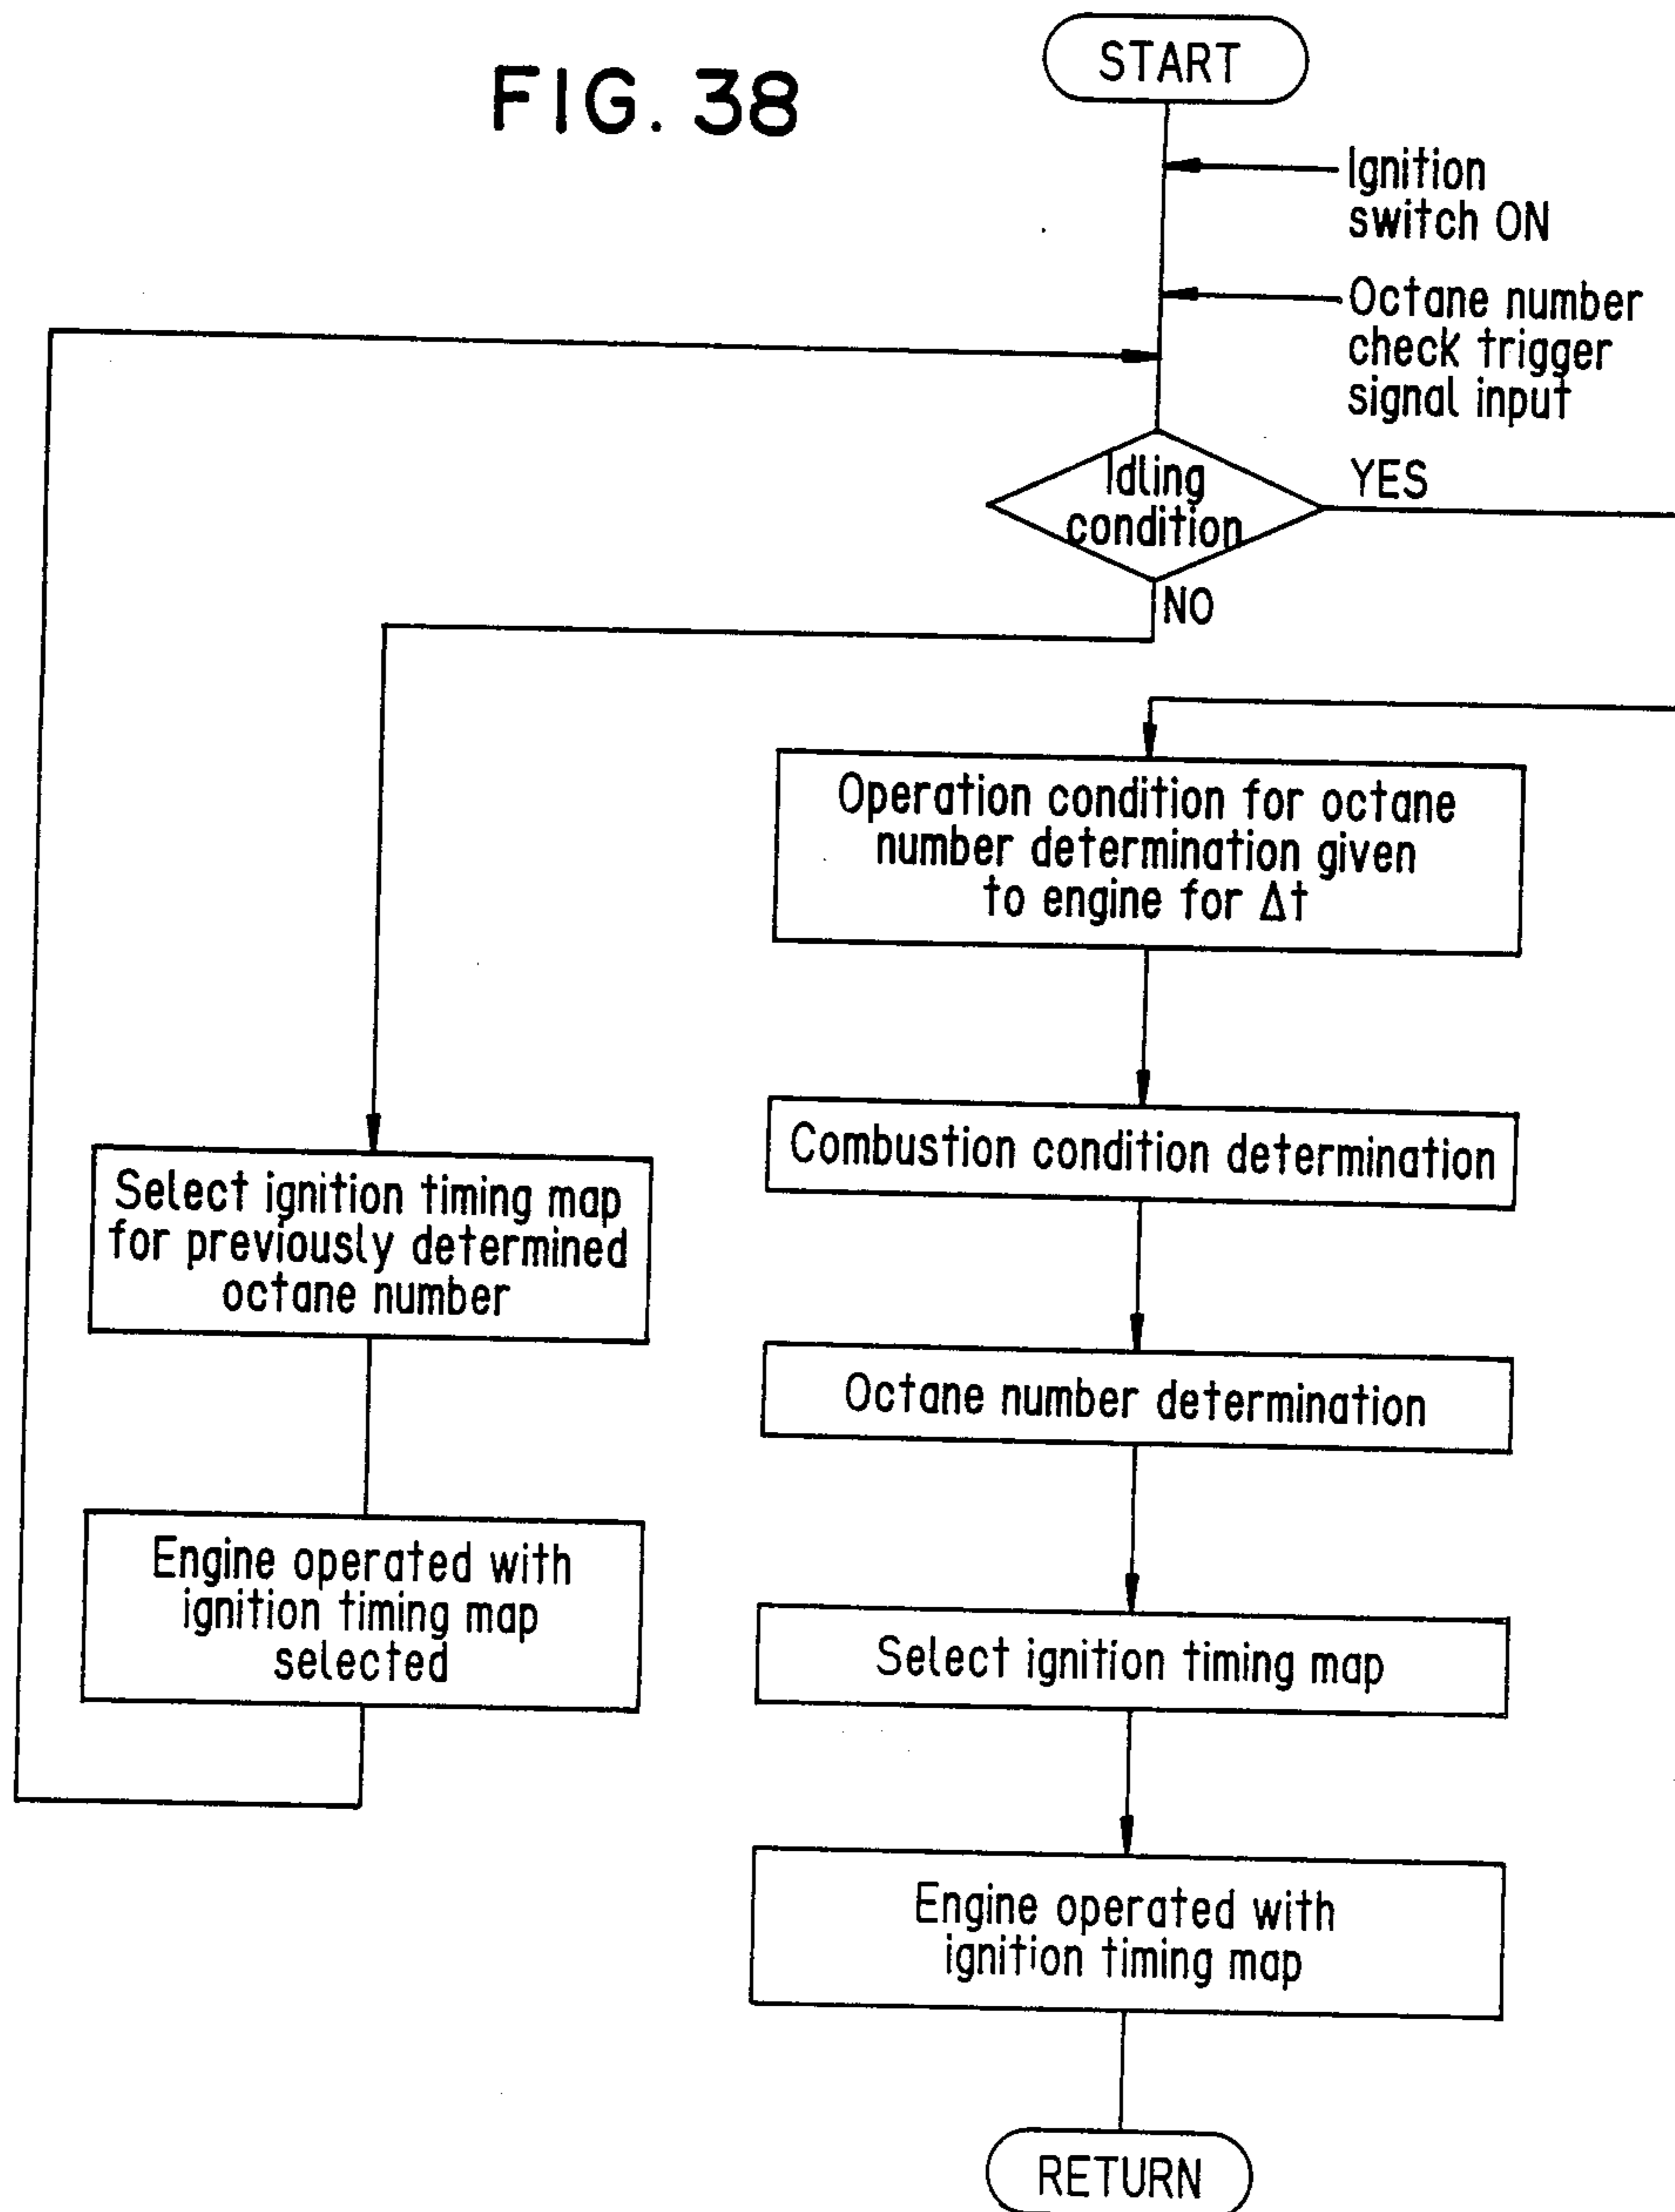 FIG. 38
START
Ignition
switch ON
Octane number
check trigger
signal input
Idling
condition
YES
NO
Operation condition for octane
number determination given
to engine for Δt
Combustion condition determination
Select ignition timing map
for previously determined
octane number
Octane number determination
Engine operated with
ignition timing map
selected
Select ignition timing map
Engine operated with
ignition timing map
RETURN